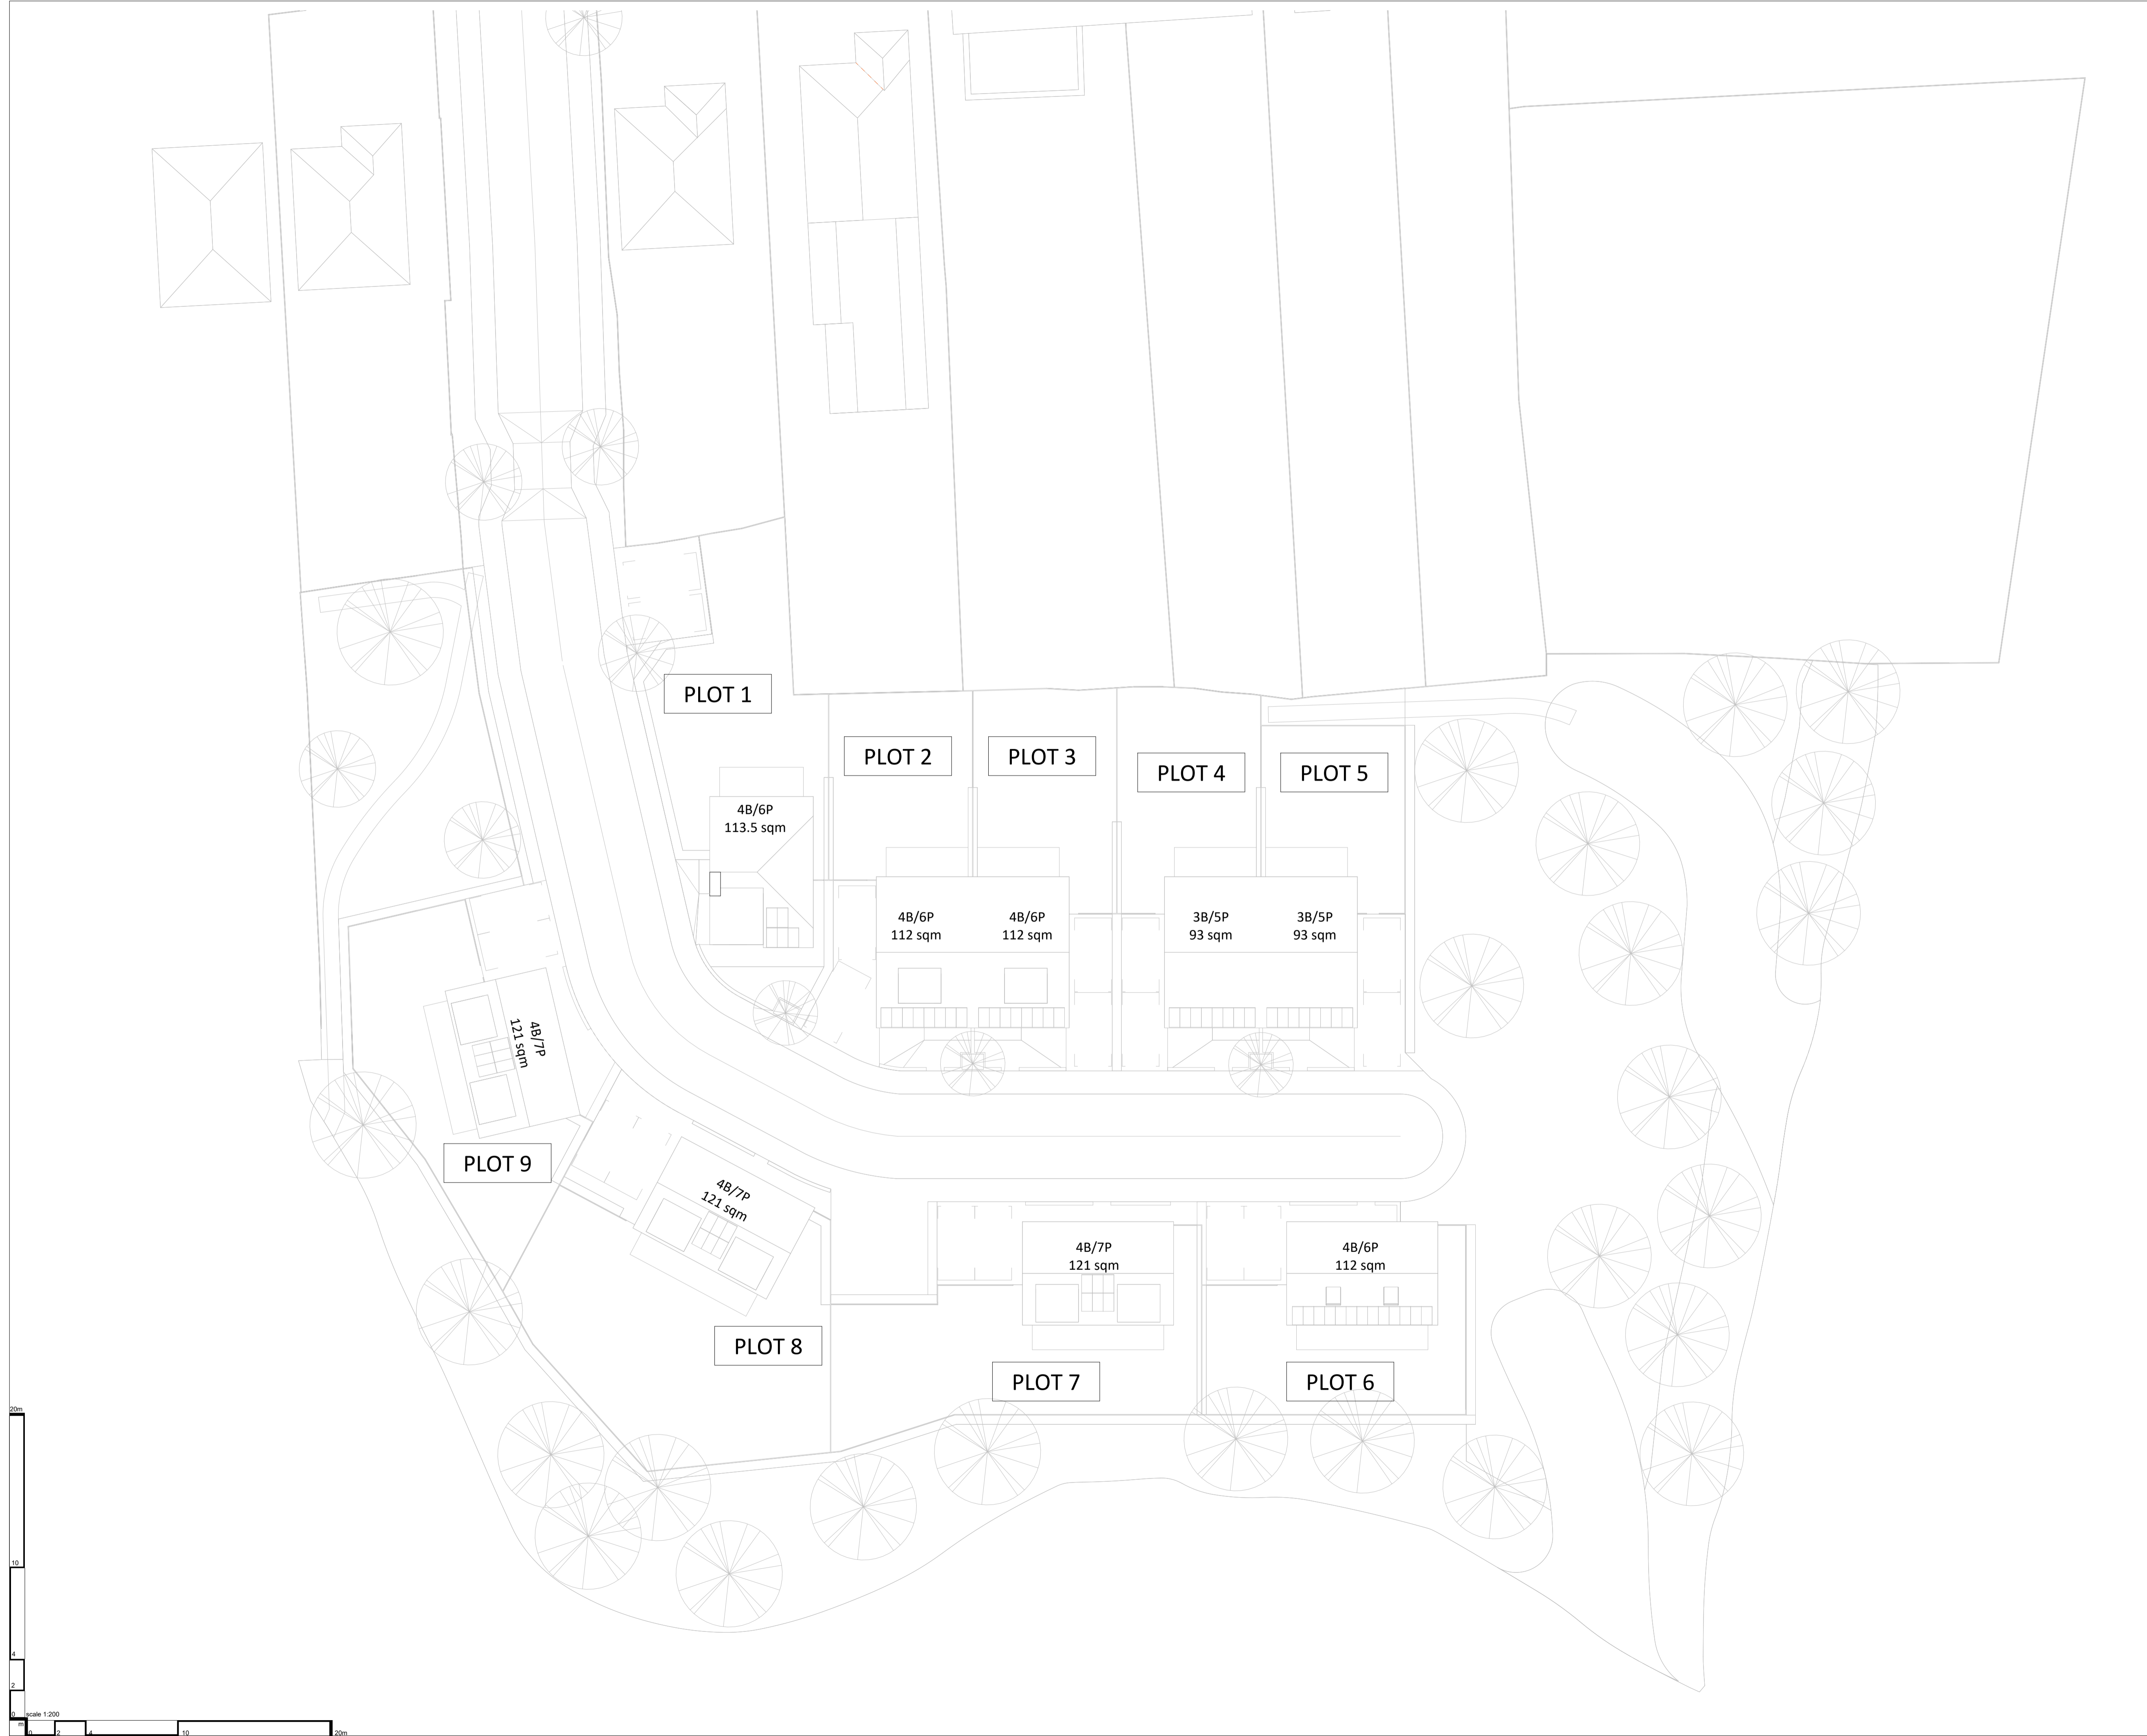 PLOT 1
4B/6P
113.5 sqm
PLOT 2
PLOT 3
PLOT 4
PLOT 5
4B/6P
112 sqm
4B/6P
112 sqm
3B/5P
93 sqm
3B/5P
93 sqm
4B/7P
121 sqm
PLOT 9
4B/7P
121 sqm
PLOT 8
4B/7P
121 sqm
PLOT 7
4B/6P
112 sqm
PLOT 6
20m
10
4
2
0
scale 1:200
m
0
2
4
10
20m